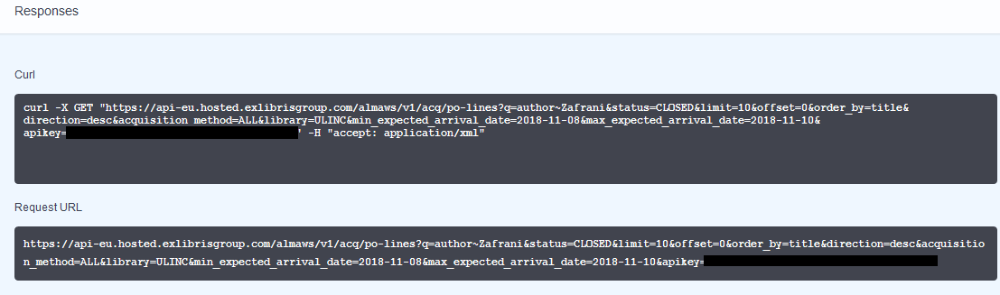 Responses
Curl
curl -X GET "https://api-eu.hosted.exlibrisgroup.com/almaws/v1/acq/po-lines?q=author~Zafrani&status=CLOSED&limit=10&offset=0&order_by=title&
direction=desc&acquisition_method=ALL&library=ULINC&min_expected_arrival_date=2018-11-08&max_expected_arrival_date=2018-11-10&
apikey=" -H "accept: application/xml"
Request URL
https://api-eu.hosted.exlibrisgroup.com/almaws/v1/acq/po-lines?q=author~Zafrani&status=CLOSED&limit=10&offset=0&order_by=title&direction=desc&acquisitio
n_method=ALL&library=ULINC&min_expected_arrival_date=2018-11-08&max_expected_arrival_date=2018-11-10&apikey=